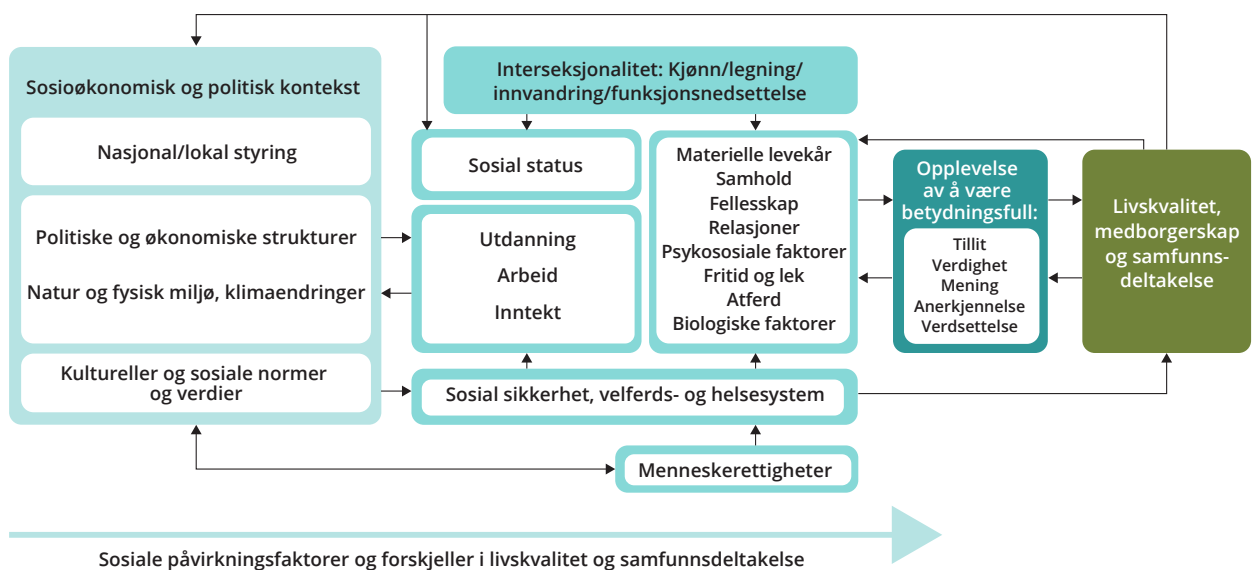 Sosioøkonomisk og politisk kontekst
Nasjonal/lokal styring
Politiske og økonomiske strukturer
Natur og fysisk miljø, klimaendringer
Kultureller og sosiale normer
og verdier
Interseksjonalitet: Kjønn/legning/
innvandring/funksjonsnedsettelse
Sosial status
Utdanning
Arbeid
Inntekt
Materielle levekår
Samhold
Fellesskap
Relasjoner
Psykososiale faktorer
Fritid og lek
Atferd
Biologiske faktorer
Sosial sikkerhet, velferds- og helsesystem
Menneskerettigheter
Opplevelse
av å være
betydningsfull:
Tillit
Verdighet
Mening
Anerkjennelse
Verdsettelse
Livskvalitet,
medborgerskap
og samfunns-
deltakelse
Sosiale påvirkningsfaktorer og forskjeller i livskvalitet og samfunnsdeltakelse